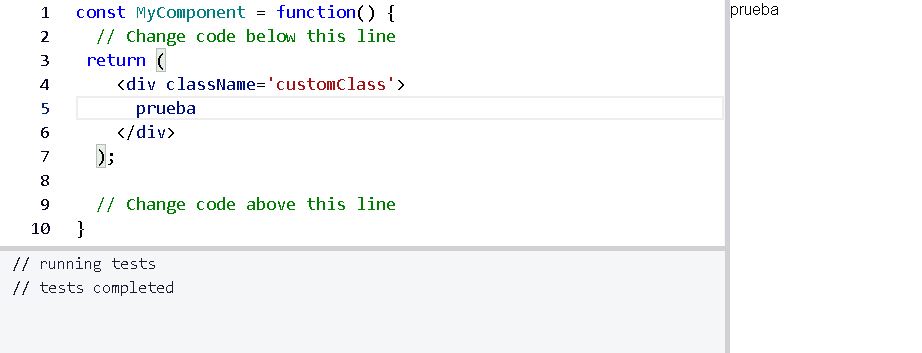 1 const MyComponent = function() {
2 // Change code below this line
3 return (
4 <div className='customClass'>
5 prueba
6 </div>
7 );
8
9 // Change code above this line
10 }
// running tests
// tests completed
prueba